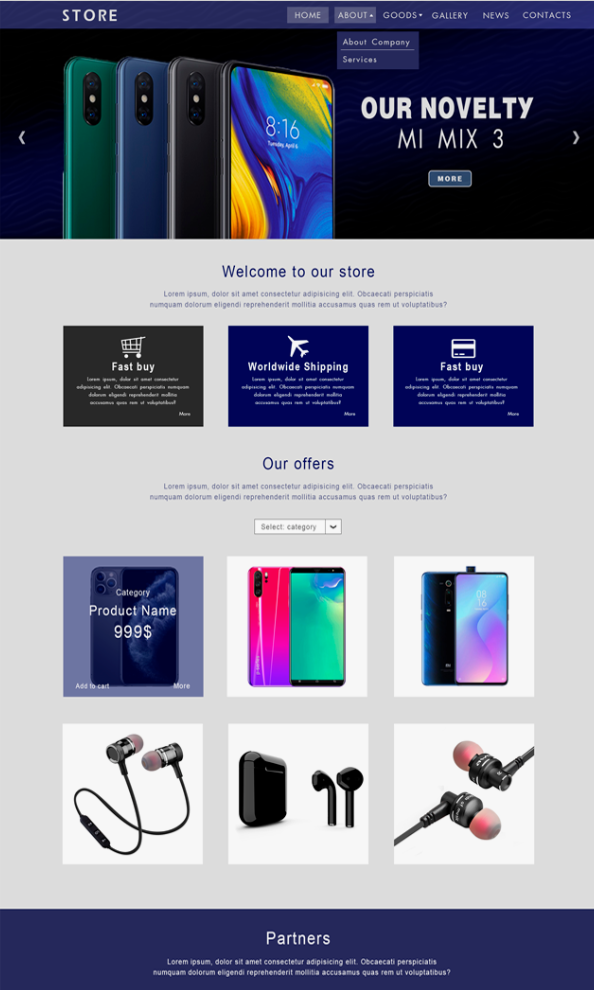 STORE
HOME ABOUT GOODS GALLERY NEWS CONTACTS
About Company
Services
8:16
Tuesday, April 6
OUR NOVELTY
MI MIX 3
MORE
Welcome to our store
Lorem ipsum, dolor sit amet consectetur adipisicing elit. Obcaecati perspiciatis
numquam dolorum eligendi reprehenderit mollitia accusamus quas rem ut voluptatibus?
Fast buy
Lorem ipsum, dolor sit amet consectetur
adipisicing elit. Obcaecati perspiciatis numquam
dolorum eligendi reprehenderit mollitia
accusamus quas rem ut voluptatibus?
More
Worldwide Shipping
Lorem ipsum, dolor sit amet consectetur
adipisicing elit. Obcaecati perspiciatis numquam
dolorum eligendi reprehenderit mollitia
accusamus quas rem ut voluptatibus?
More
Fast buy
Lorem ipsum, dolor sit amet consectetur
adipisicing elit. Obcaecati perspiciatis numquam
dolorum eligendi reprehenderit mollitia
accusamus quas rem ut voluptatibus?
More
Our offers
Lorem ipsum, dolor sit amet consectetur adipisicing elit. Obcaecati perspiciatis
numquam dolorum eligendi reprehenderit mollitia accusamus quas rem ut voluptatibus?
Select: category
Category
Product Name
999$
Add to cart More
08
16
Partners
Lorem ipsum, dolor sit amet consectetur adipisicing elit. Obcaecati perspiciatis
numquam dolorum eligendi reprehenderit mollitia accusamus quas rem ut voluptatibus?